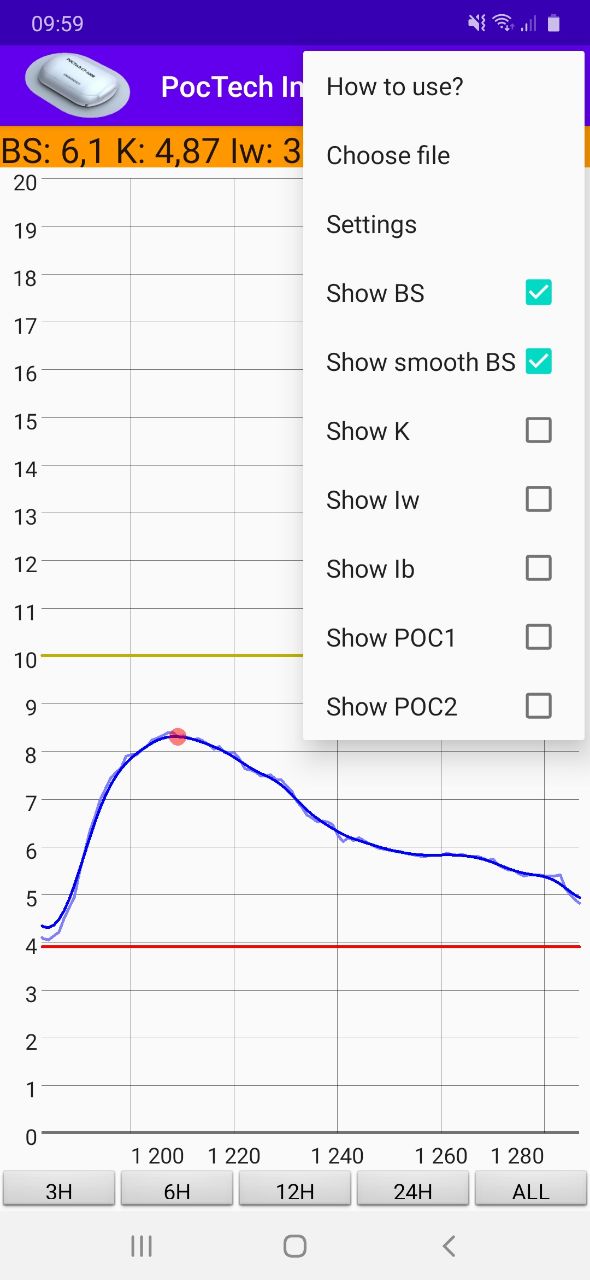 09:59
PocTech In
BS: 6,1 K: 4,87 Iw: 3
How to use?
Choose file
Settings
Show BS
Show smooth BS
Show K
Show Iw
Show Ib
Show POC1
Show POC2
20
19
18
17
16
15
14
13
12
11
10
9
8
7
6
5
4
3
2
1
0
1 200 1 220 1 240 1 260 1 280
3H 6H 12H 24H ALL